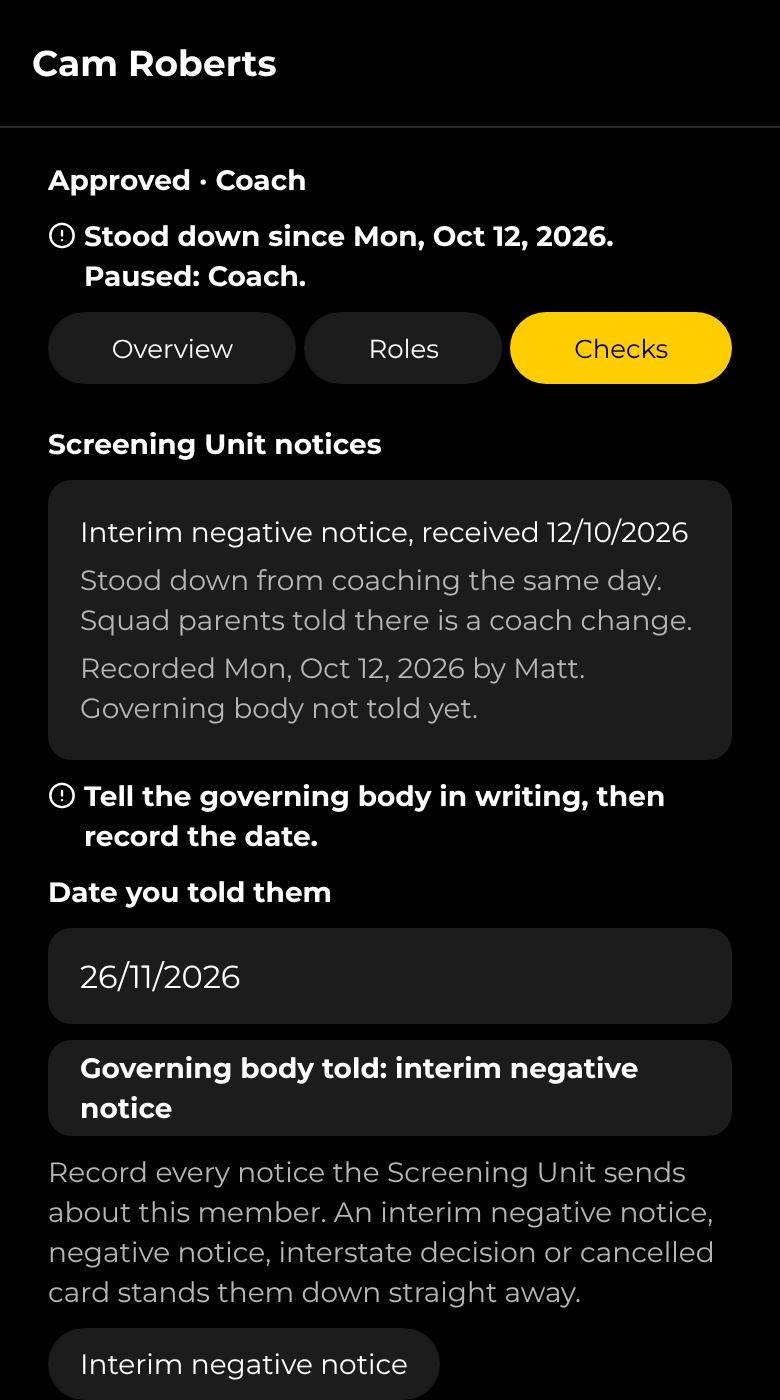 Cam Roberts
Approved · Coach
Stood down since Mon, Oct 12, 2026.
Paused: Coach.
Overview
Roles
Checks
Screening Unit notices
Interim negative notice, received 12/10/2026
Stood down from coaching the same day.
Squad parents told there is a coach change.
Recorded Mon, Oct 12, 2026 by Matt.
Governing body not told yet.
Tell the governing body in writing, then
record the date.
Date you told them
26/11/2026
Governing body told: interim negative
notice
Record every notice the Screening Unit sends
about this member. An interim negative notice,
negative notice, interstate decision or cancelled
card stands them down straight away.
Interim negative notice